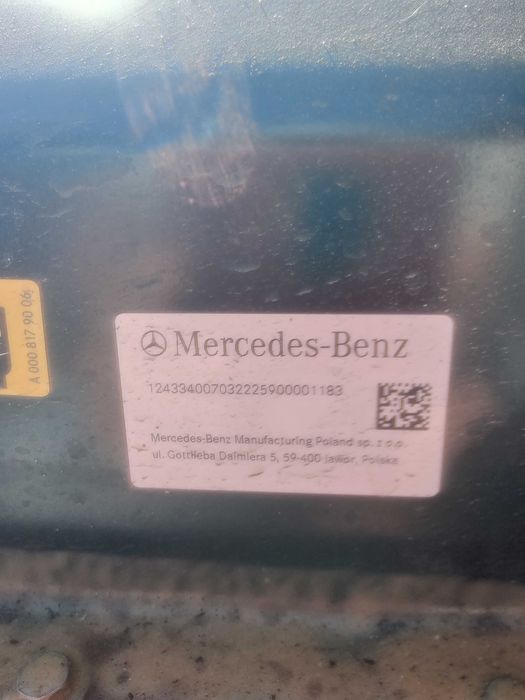 A 000 817 90 06
Mercedes-Benz
124334007032225900001183
Mercedes-Benz Manufacturing Poland sp. z o.o.
ul. Gottlieba Daimlera 5, 59-400 Jawor, Polska